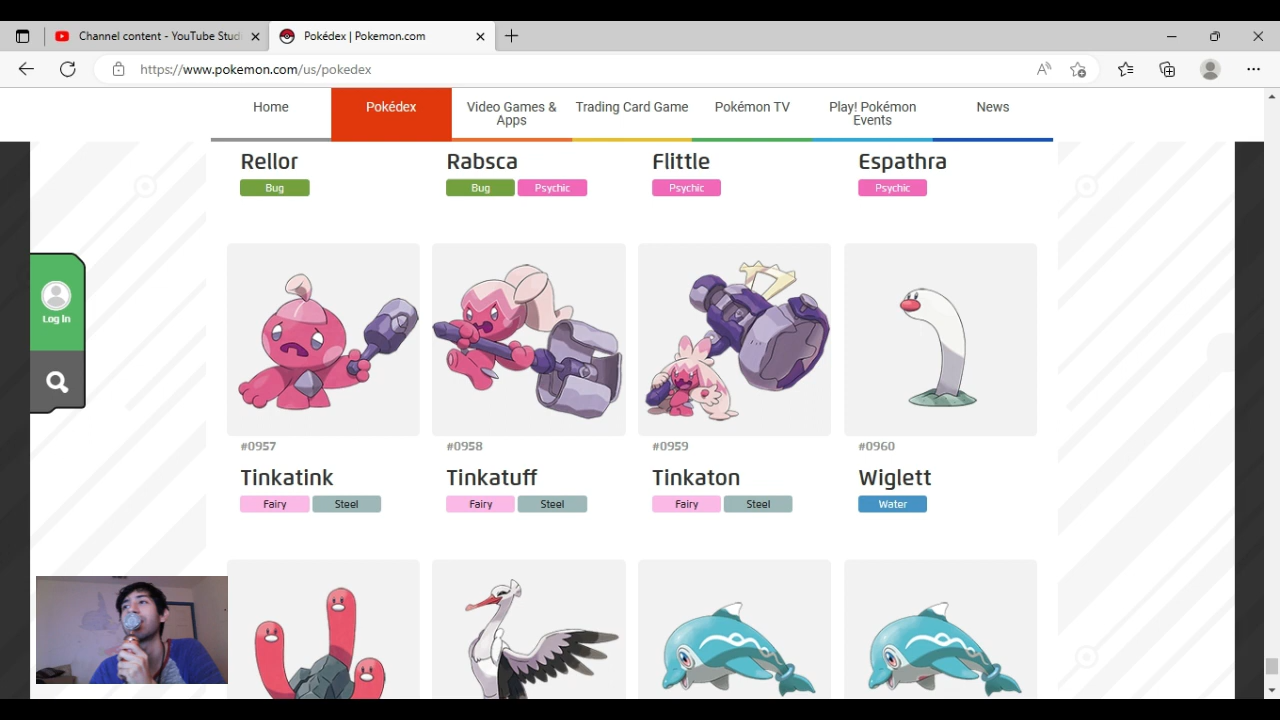 Channel content - YouTube Stud
Pokédex | Pokemon.com
https://www.pokemon.com/us/pokedex
Home
Pokédex
Video Games &
Apps
Trading Card Game
Pokémon TV
Play! Pokémon
Events
News
Rellor
Rabsca
Flittle
Espathra
Bug
Bug Psychic
Psychic
Psychic
Log In
#0957
#0958
#0959
#0960
Tinkatink
Tinkatuff
Tinkaton
Wiglett
Fairy Steel
Fairy Steel
Fairy Steel
Water